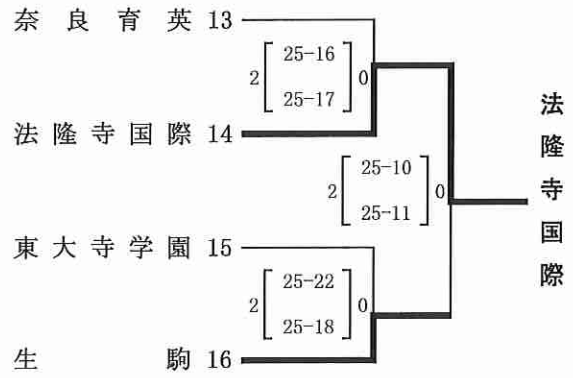 奈良育英 13
2 [ 25-16 ] 0
25-17
法隆寺国際 14
2 [ 25-10 ] 0
25-11
法隆寺国際
東大寺学園 15
2 [ 25-22 ] 0
25-18
生駒 16